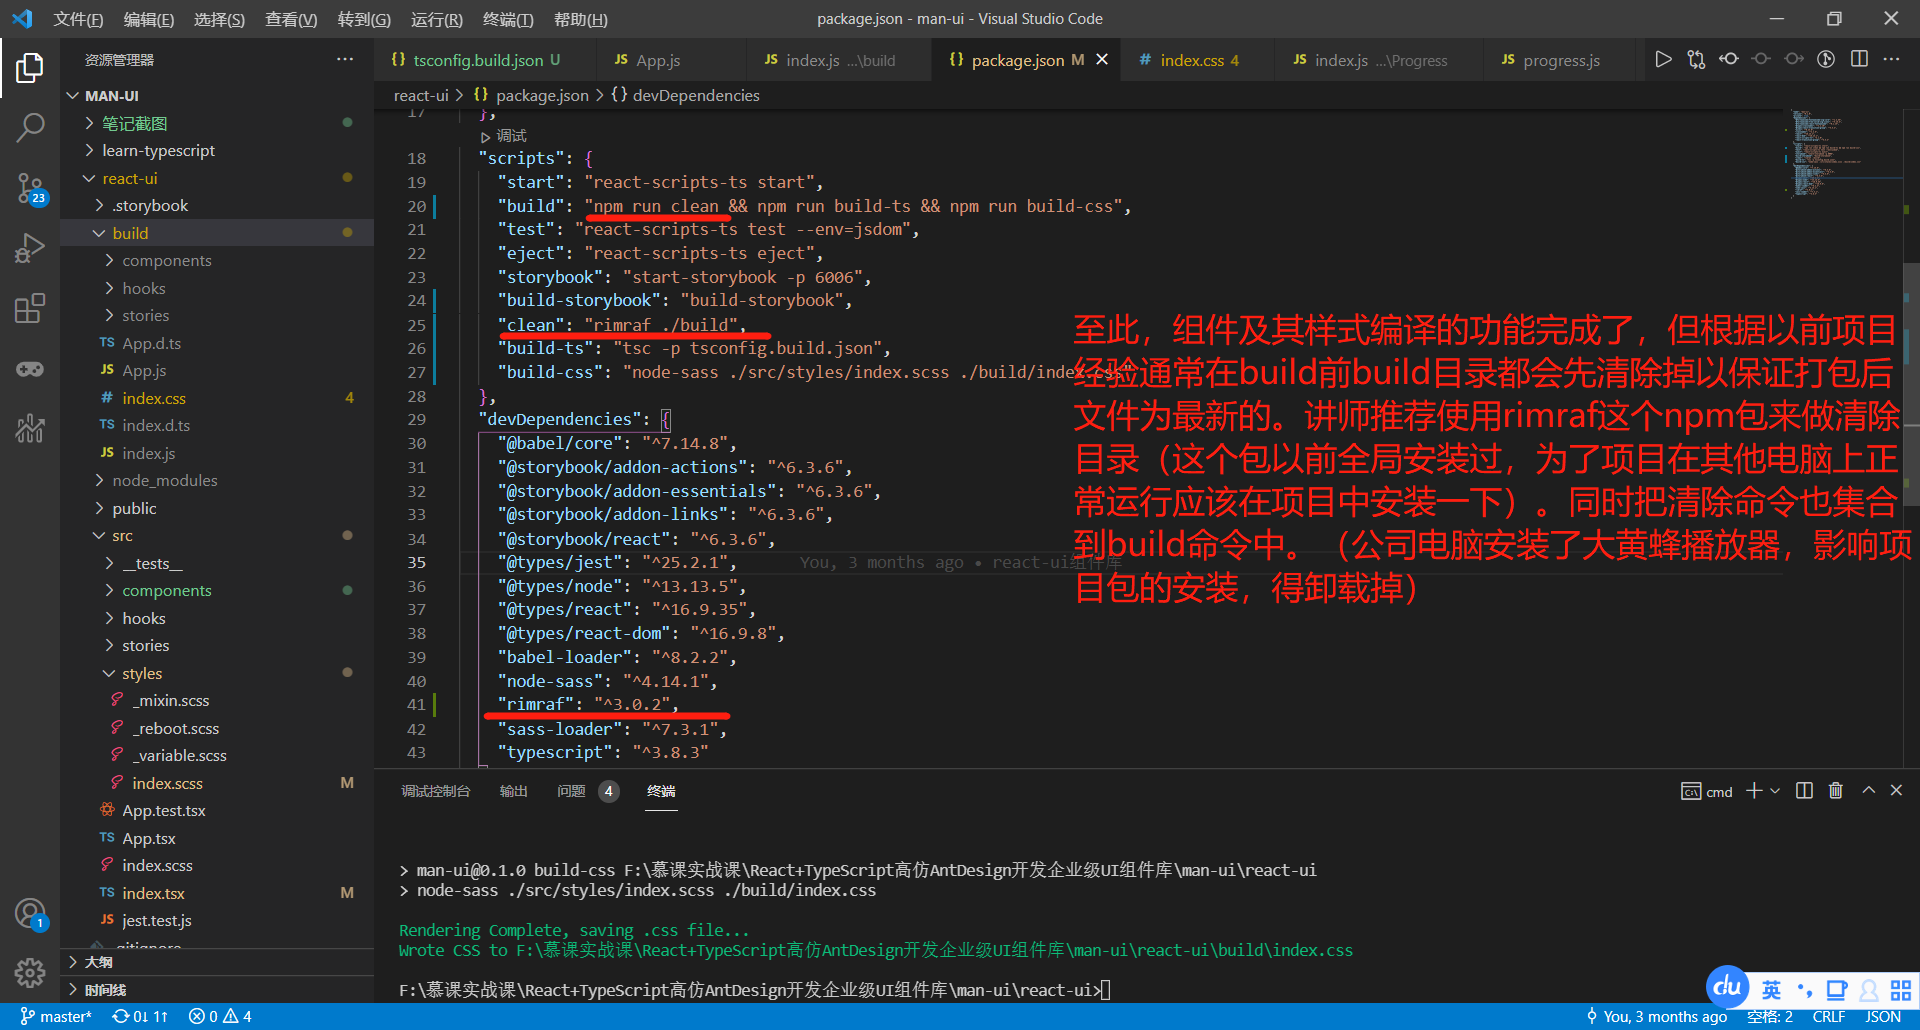 文件(F) 编辑(E) 选择(S) 查看(V) 转到(G) 运行(R) 终端(T) 帮助(H)
package.json - man-ui - Visual Studio Code
资源管理器
MAN-UI
笔记截图
learn-typescript
react-ui
.storybook
build
components
hooks
stories
TS App.d.ts
JS App.js
# index.css 4
TS index.d.ts
JS index.js
node_modules
public
src
__tests__
components
hooks
stories
styles
_mixin.scss
_reboot.scss
_variable.scss
index.scss M
App.test.tsx
TS App.tsx
index.scss
TS index.tsx M
JS jest.test.js
.gitignore
大纲
时间线
23
1
{} tsconfig.build.json U
JS App.js
JS index.js ...\build
{} package.json M
# index.css 4
JS index.js ...\Progress
JS progress.js
react-ui > {} package.json > {} devDependencies
17 },
调试
18 "scripts": {
19 "start": "react-scripts-ts start",
20 "build": "npm run clean && npm run build-ts && npm run build-css",
21 "test": "react-scripts-ts test --env=jsdom",
22 "eject": "react-scripts-ts eject",
23 "storybook": "start-storybook -p 6006",
24 "build-storybook": "build-storybook",
25 "clean": "rimraf ./build",
26 "build-ts": "tsc -p tsconfig.build.json",
27 "build-css": "node-sass ./src/styles/index.scss ./build/index.css"
28 },
29 "devDependencies": {
30 "@babel/core": "^7.14.8",
31 "@storybook/addon-actions": "^6.3.6",
32 "@storybook/addon-essentials": "^6.3.6",
33 "@storybook/addon-links": "^6.3.6",
34 "@storybook/react": "^6.3.6",
35 "@types/jest": "^25.2.1", You, 3 months ago • react-ui组件库
36 "@types/node": "^13.13.5",
37 "@types/react": "^16.9.35",
38 "@types/react-dom": "^16.9.8",
39 "babel-loader": "^8.2.2",
40 "node-sass": "^4.14.1",
41 "rimraf": "^3.0.2",
42 "sass-loader": "^7.3.1",
43 "typescript": "^3.8.3"
至此，组件及其样式编译的功能完成了，但根据以前项目
经验通常在build前build目录都会先清除掉以保证打包后
文件为最新的。讲师推荐使用rimraf这个npm包来做清除
目录（这个包以前全局安装过，为了项目在其他电脑上正
常运行应该在项目中安装一下）。同时把清除命令也集合
到build命令中。（公司电脑安装了大黄蜂播放器，影响项
目包的安装，得卸载掉）
调试控制台 输出 问题 4 终端
cmd
> man-ui@0.1.0 build-css F:\慕课实战课\React+TypeScript高仿AntDesign开发企业级UI组件库\man-ui\react-ui
> node-sass ./src/styles/index.scss ./build/index.css
Rendering Complete, saving .css file...
Wrote CSS to F:\慕课实战课\React+TypeScript高仿AntDesign开发企业级UI组件库\man-ui\react-ui\build\index.css
F:\慕课实战课\React+TypeScript高仿AntDesign开发企业级UI组件库\man-ui\react-ui>
du 英
master* 0↓ 1↑ 0 4
You, 3 months ago 空格: 2 CRLF JSON